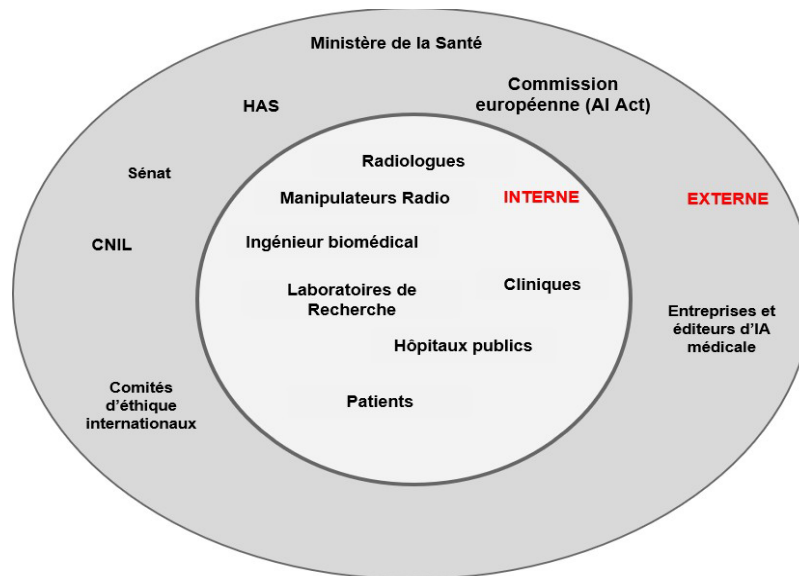 Ministère de la Santé
Commission
européenne (AI Act)
HAS
Sénat
CNIL
Comités
d'éthique
internationaux
EXTERNE
Entreprises et
éditeurs d'IA
médicale
Radiologues
Manipulateurs Radio
INTERNE
Ingénieur biomédical
Laboratoires de
Recherche
Cliniques
Hôpitaux publics
Patients